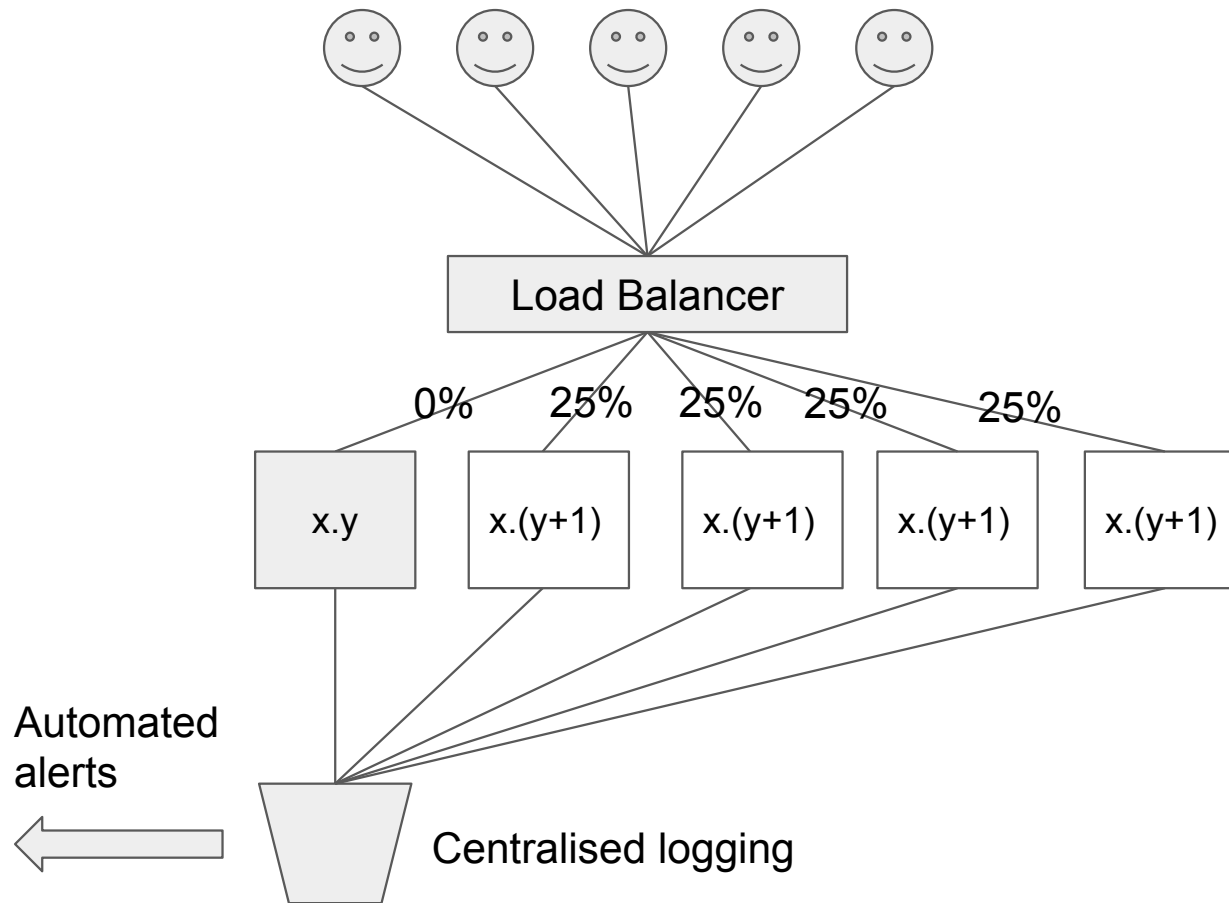 Load Balancer
0% 25% 25% 25% 25%
x.y x.(y+1) x.(y+1) x.(y+1) x.(y+1)
Automated
alerts
Centralised logging